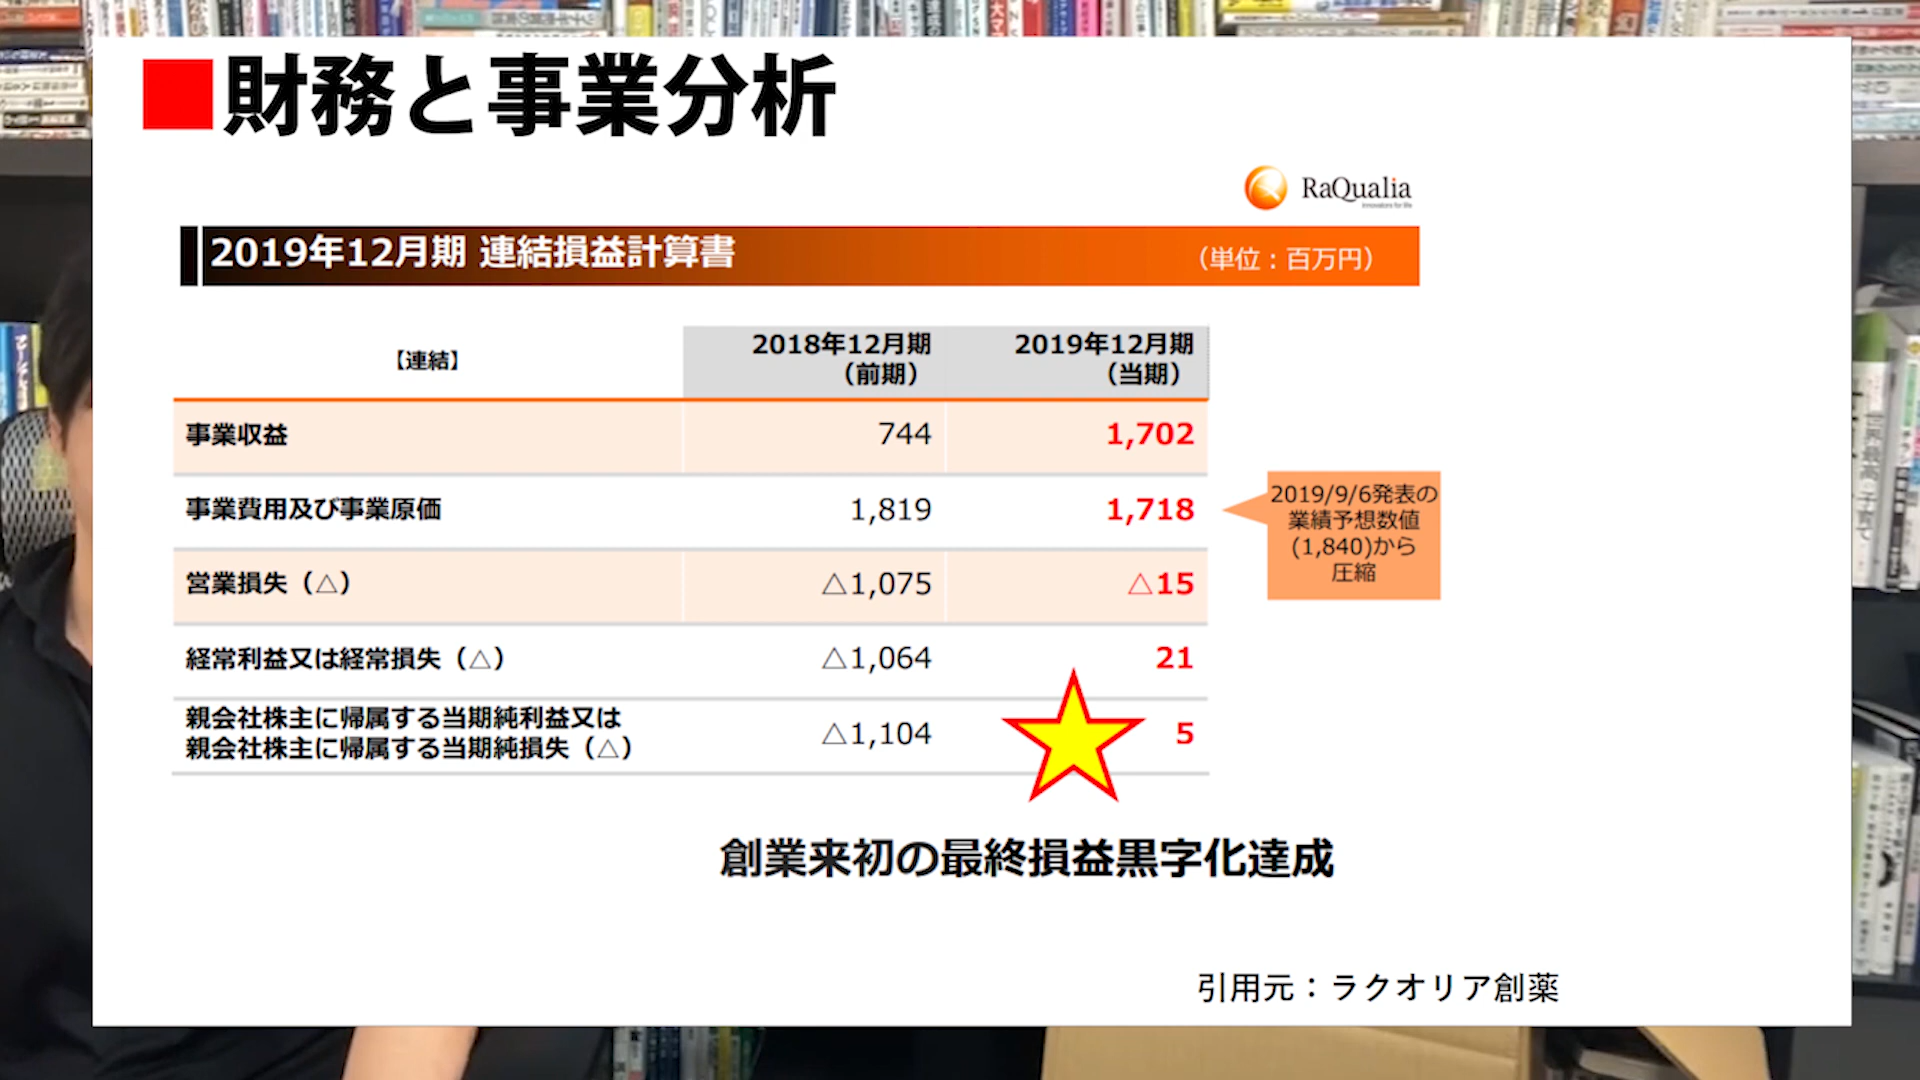 ■財務と事業分析
RaQualia
innovators for life
2019年12月期 連結損益計算書 （単位：百万円）
【連結】 2018年12月期（前期） 2019年12月期（当期）
事業収益 744 1,702
事業費用及び事業原価 1,819 1,718
2019/9/6発表の
業績予想数値
(1,840)から
圧縮
営業損失（△） △1,075 △15
経常利益又は経常損失（△） △1,064 21
親会社株主に帰属する当期純利益又は
親会社株主に帰属する当期純損失（△） △1,104 5
創業来初の最終損益黒字化達成
引用元：ラクオリア創薬